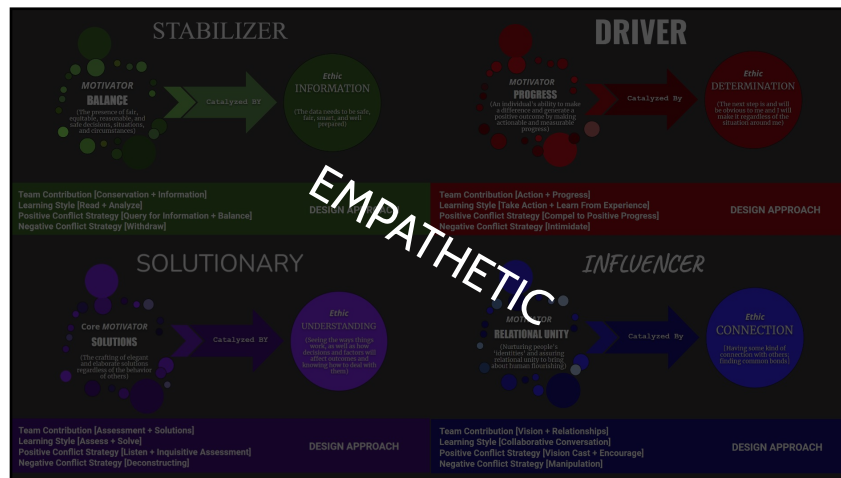 STABILIZER
MOTIVATOR
BALANCE
(The presence of fair,
equitable, reasonable, and
safe decisions, situations,
and circumstances)
Catalyzed BY
Ethic
INFORMATION
(The data needs to be safe,
fair, smart, and well
prepared)
Team Contribution [Conservation + Information]
Learning Style [Read + Analyze]
Positive Conflict Strategy [Query for Information + Balance]
Negative Conflict Strategy [Withdraw]
DESIGN APPROACH
DRIVER
MOTIVATOR
PROGRESS
(An individual's ability to make
a difference and generate a
positive outcome by making
actionable and measurable
progress)
Catalyzed By
Ethic
DETERMINATION
(The next step is and will
be obvious to me and I will
make it regardless of the
situation around me)
Team Contribution [Action + Progress]
Learning Style [Take Action + Learn From Experience]
Positive Conflict Strategy [Compel to Positive Progress]
Negative Conflict Strategy [Intimidate]
DESIGN APPROACH
EMPATHETIC
SOLUTIONARY
Core MOTIVATOR
SOLUTIONS
(The crafting of elegant
and elaborate solutions
regardless of the behavior
of others)
Catalyzed BY
Ethic
UNDERSTANDING
(Seeing the ways things
work, as well as how
decisions and factors will
affect outcomes and
knowing how to deal with
them)
Team Contribution [Assessment + Solutions]
Learning Style [Assess + Solve]
Positive Conflict Strategy [Listen + Inquisitive Assessment]
Negative Conflict Strategy [Deconstructing]
DESIGN APPROACH
INFLUENCER
MOTIVATOR
RELATIONAL UNITY
(Nurturing people's
'identities' and assuring
relational unity to bring
about human flourishing)
Catalyzed By
Ethic
CONNECTION
(Having some kind of
connection with others;
finding common bonds)
Team Contribution [Vision + Relationships]
Learning Style [Collaborative Conversation]
Positive Conflict Strategy [Vision Cast + Encourage]
Negative Conflict Strategy [Manipulation]
DESIGN APPROACH